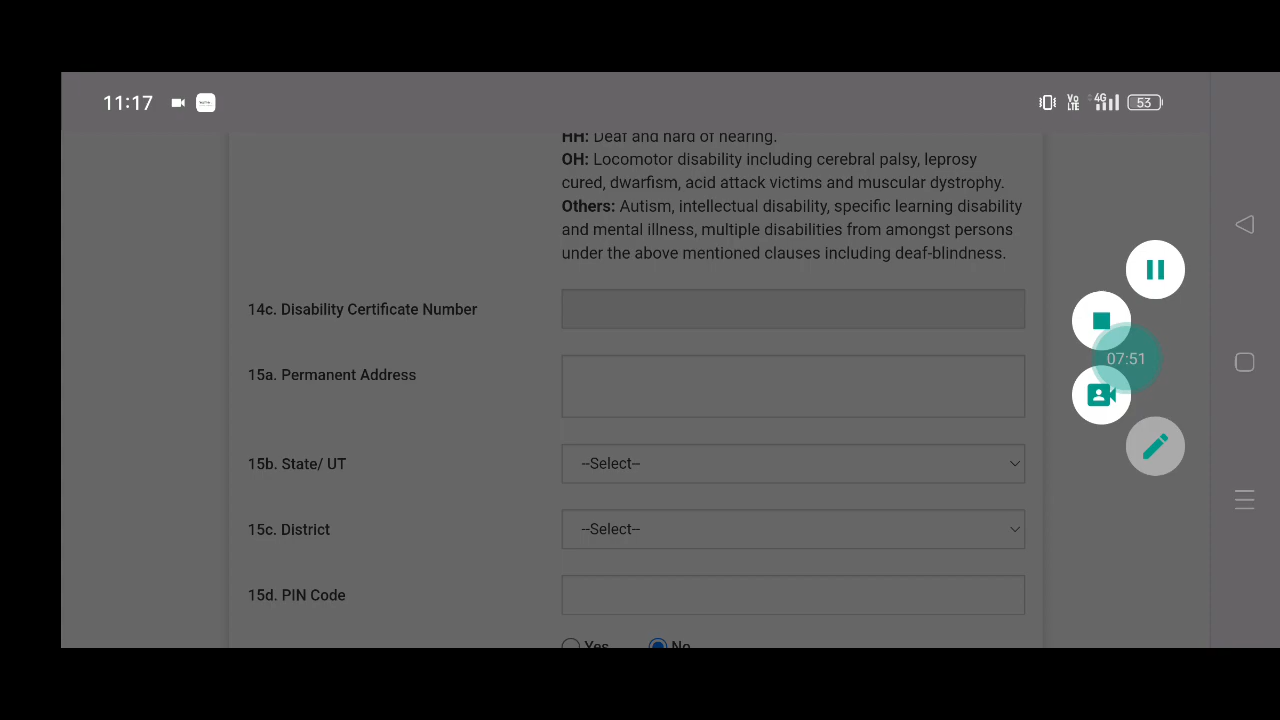 11:17
Vo LTE 4G 53
HH: Deaf and hard of hearing.
OH: Locomotor disability including cerebral palsy, leprosy
cured, dwarfism, acid attack victims and muscular dystrophy.
Others: Autism, intellectual disability, specific learning disability
and mental illness, multiple disabilities from amongst persons
under the above mentioned clauses including deaf-blindness.
14c. Disability Certificate Number
07:51
15a. Permanent Address
15b. State/ UT --Select--
15c. District --Select--
15d. PIN Code
Yes No